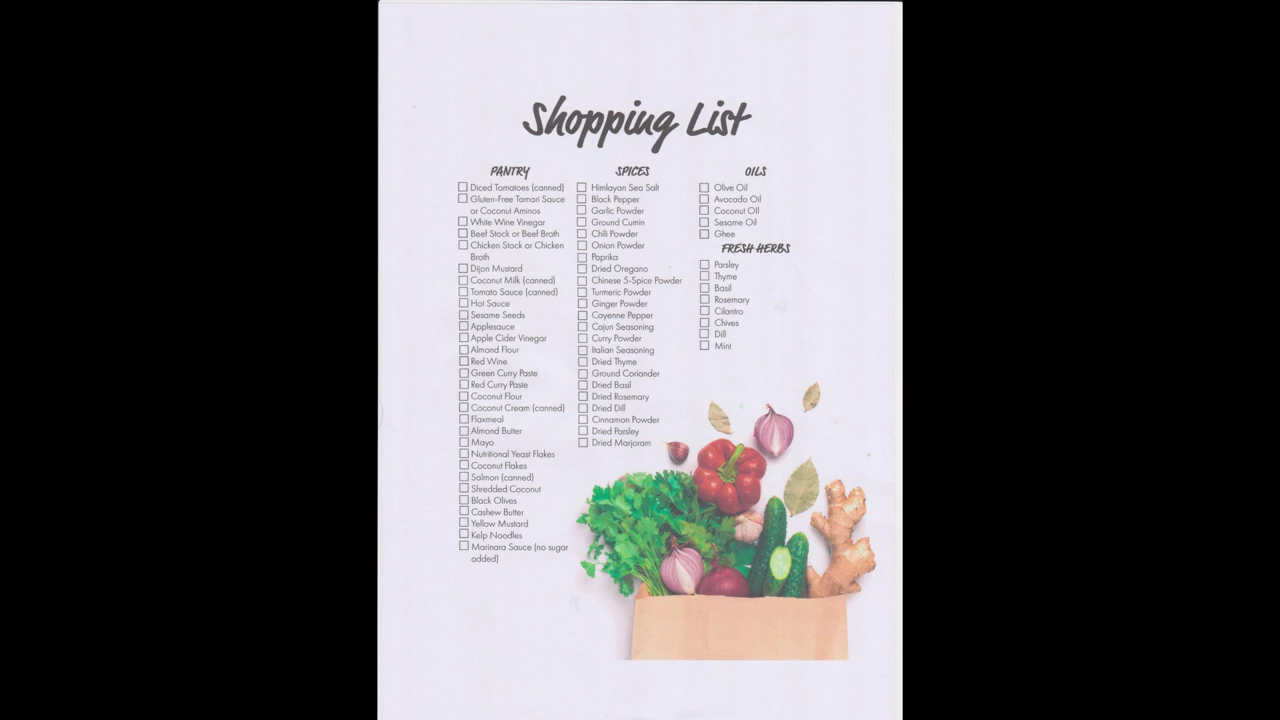 Shopping List
PANTRY
Diced Tomatoes (canned)
Gluten-Free Tamari Sauce
or Coconut Aminos
White Wine Vinegar
Beef Stock or Beef Broth
Chicken Stock or Chicken
Broth
Dijon Mustard
Coconut Milk (canned)
Tomato Sauce (canned)
Hot Sauce
Sesame Seeds
Applesauce
Apple Cider Vinegar
Almond Flour
Red Wine
Green Curry Paste
Red Curry Paste
Coconut Flour
Coconut Cream (canned)
Flaxmeal
Almond Butter
Mayo
Nutritional Yeast Flakes
Coconut Flakes
Salmon (canned)
Shredded Coconut
Black Olives
Cashew Butter
Yellow Mustard
Kelp Noodles
Marinara Sauce (no sugar
added)
SPICES
Himlayan Sea Salt
Black Pepper
Garlic Powder
Ground Cumin
Chili Powder
Onion Powder
Paprika
Dried Oregano
Chinese 5-Spice Powder
Turmeric Powder
Ginger Powder
Cayenne Pepper
Cajun Seasoning
Curry Powder
Italian Seasoning
Dried Thyme
Ground Coriander
Dried Basil
Dried Rosemary
Dried Dill
Cinnamon Powder
Dried Parsley
Dried Marjoram
OILS
Olive Oil
Avocado Oil
Coconut OIl
Sesame Oil
Ghee
FRESH HERBS
Parsley
Thyme
Basil
Rosemary
Cilantro
Chives
Dill
Mint